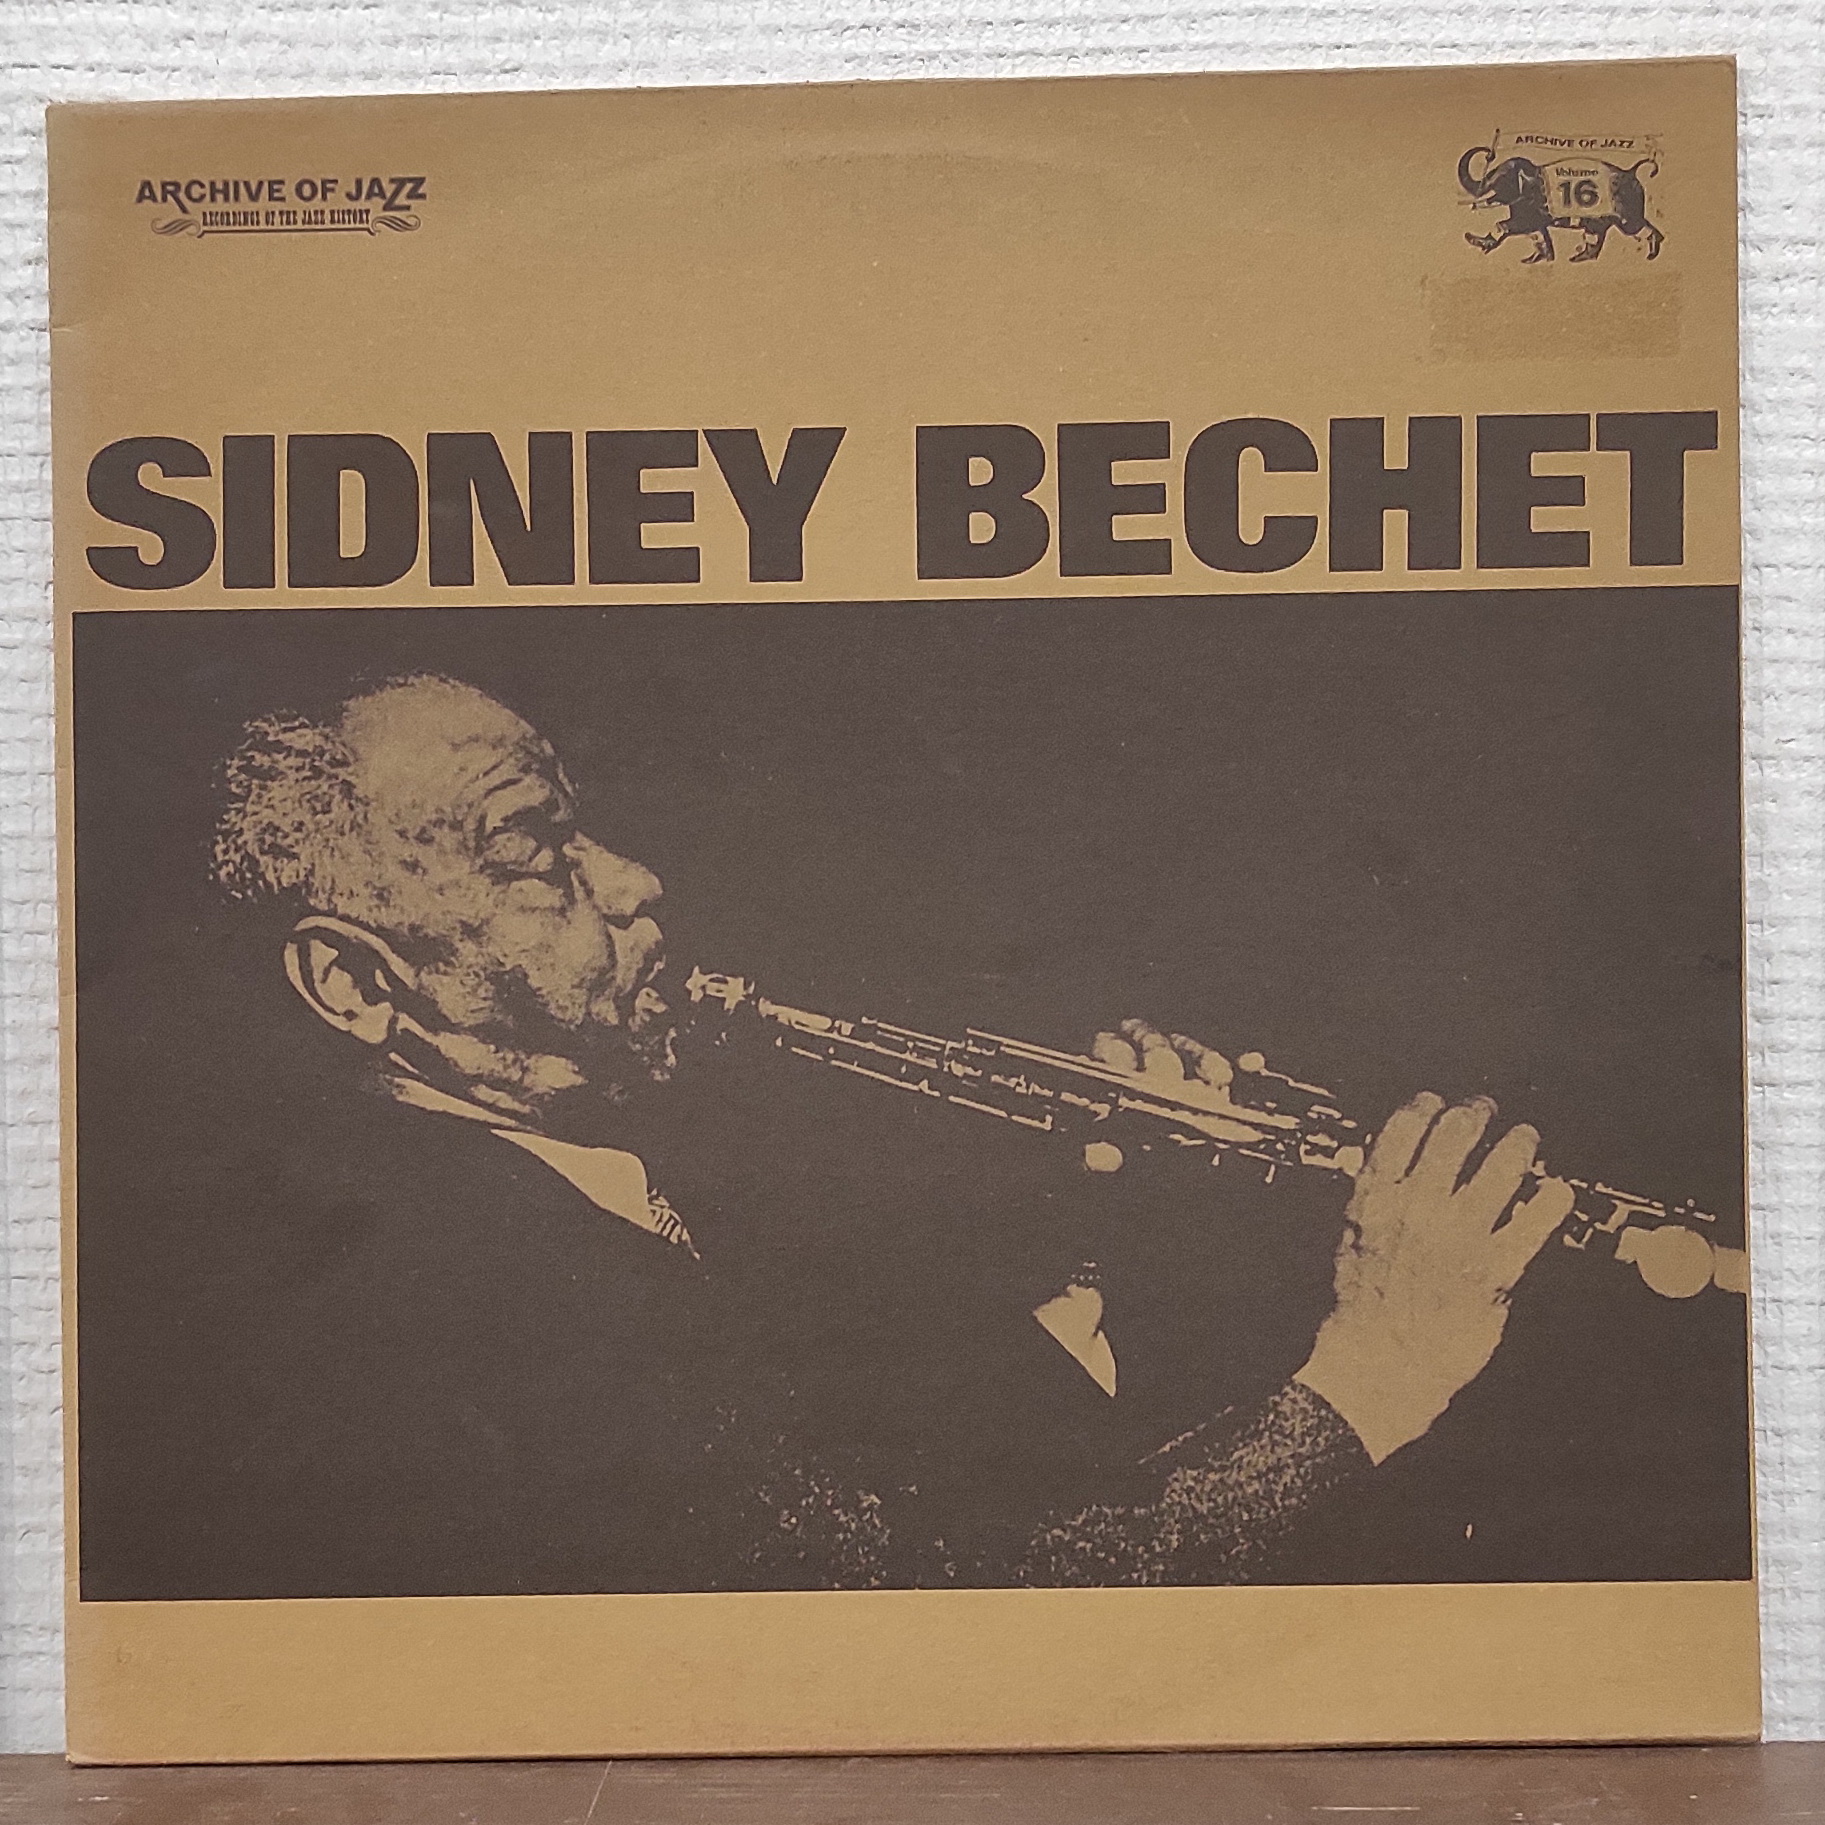 ARCHIVE OF JAZZ
RECORDINGS OF THE JAZZ HISTORY
ARCHIVE OF JAZZ
Volume
16
SIDNEY BECHET